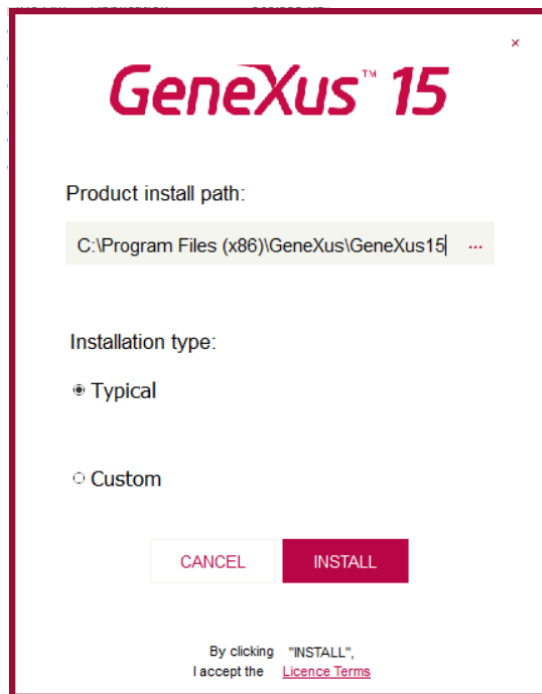 ×
GeneXus™ 15
Product install path:
C:\Program Files (x86)\GeneXus\GeneXus15 ...
Installation type:
Typical
Custom
CANCEL INSTALL
By clicking "INSTALL",
I accept the Licence Terms